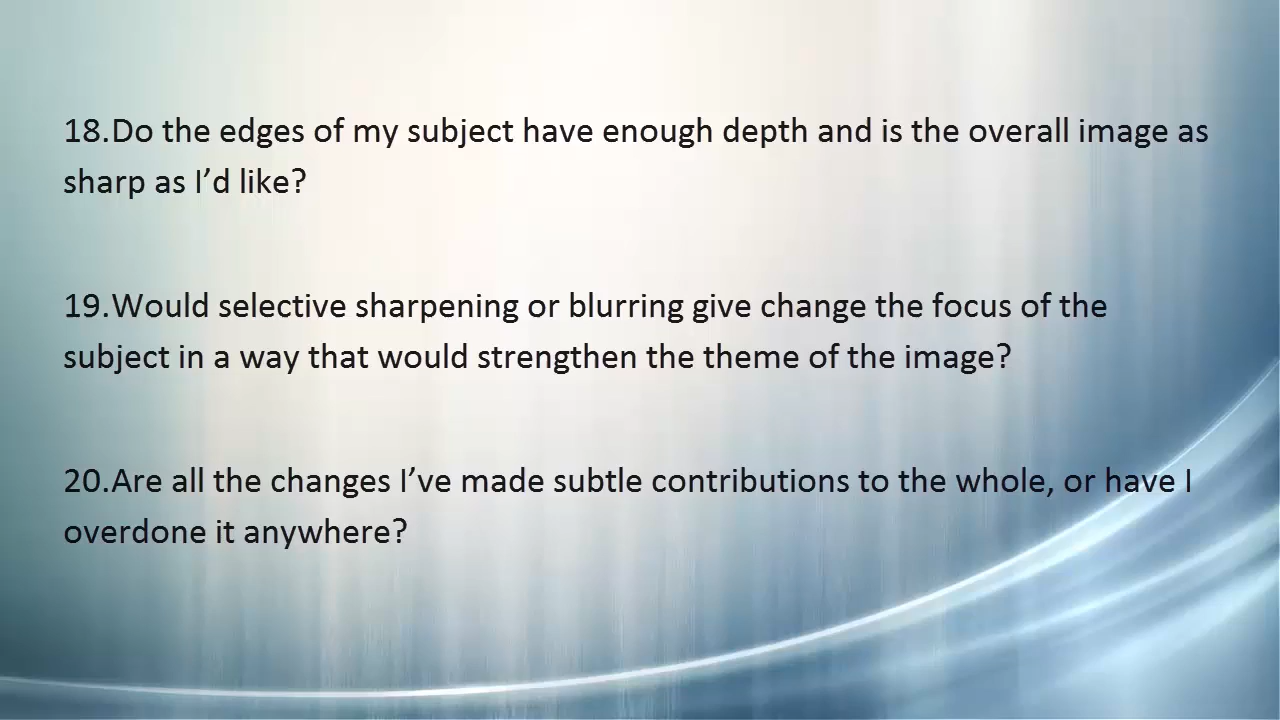 18.Do the edges of my subject have enough depth and is the overall image as
sharp as I’d like?
19.Would selective sharpening or blurring give change the focus of the
subject in a way that would strengthen the theme of the image?
20.Are all the changes I’ve made subtle contributions to the whole, or have I
overdone it anywhere?